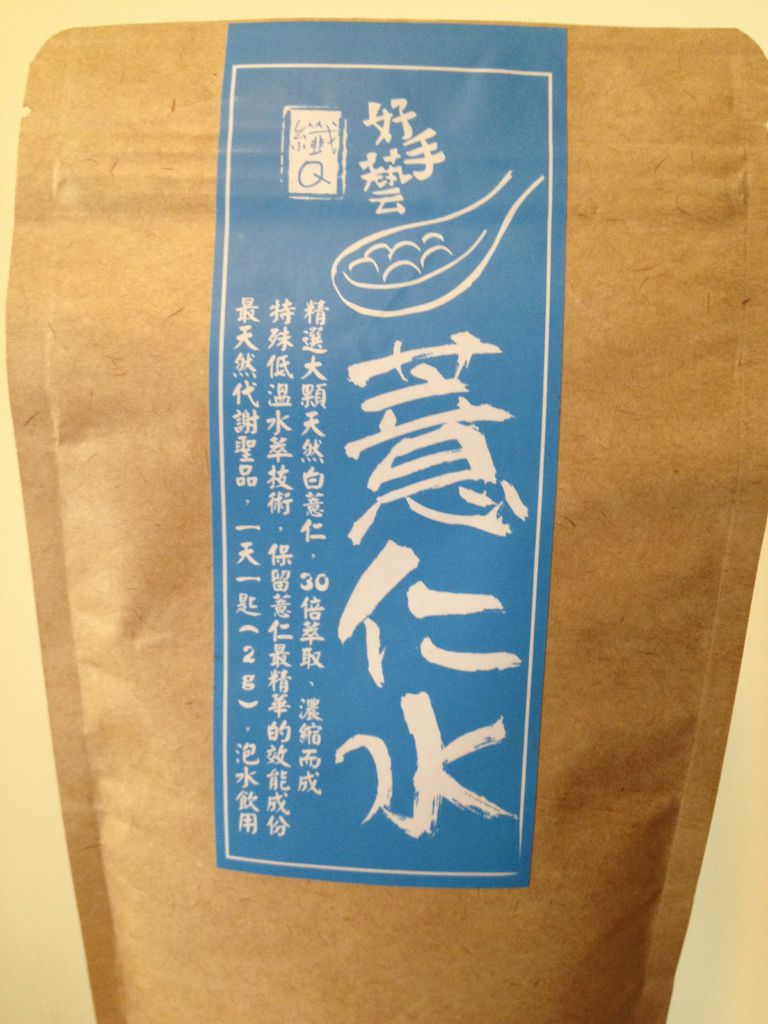 好手藝
纖Q
薏仁水
精選大顆天然白薏仁，30倍萃取、濃縮而成
特殊低溫水萃技術，保留薏仁最精華的效能成份
最天然代謝聖品，一天一匙(2g)，泡水飲用